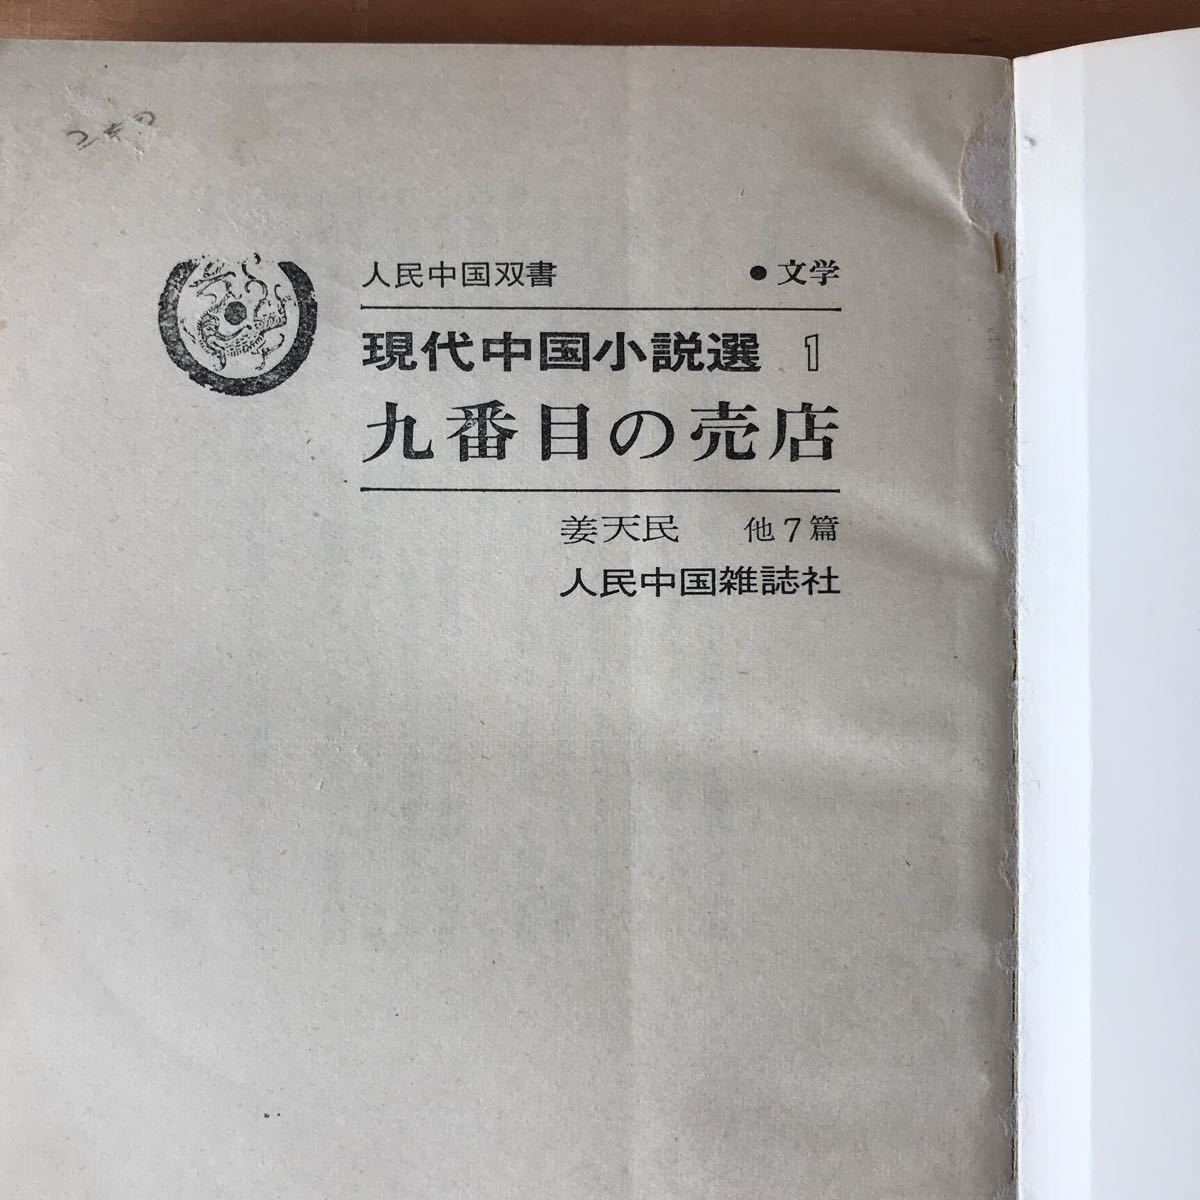 人民中国双書 ●文学
現代中国小説選 1
九番目の売店
姜天民 他7篇
人民中国雑誌社